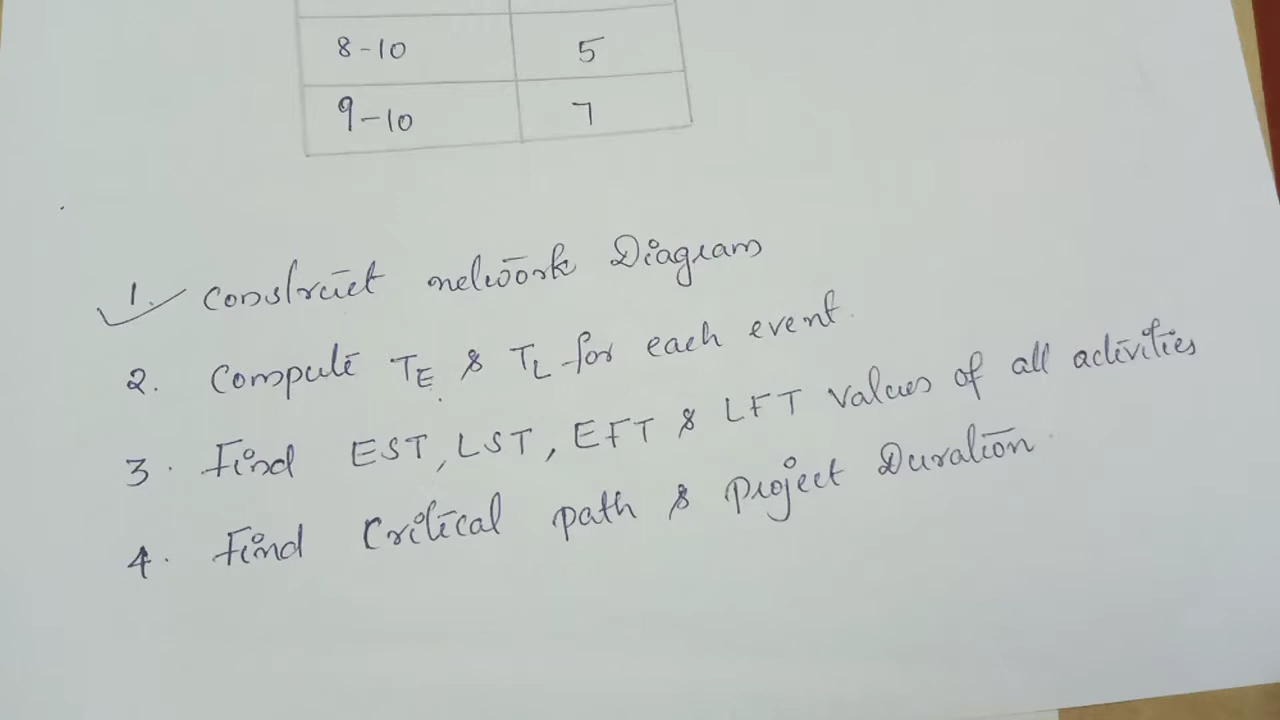 8-10 5
9-10 7
1. Construct network Diagram
2. Compute TE & TL for each event.
3. Find EST, LST, EFT & LFT values of all activities
4. Find Critical path & Project Duration.